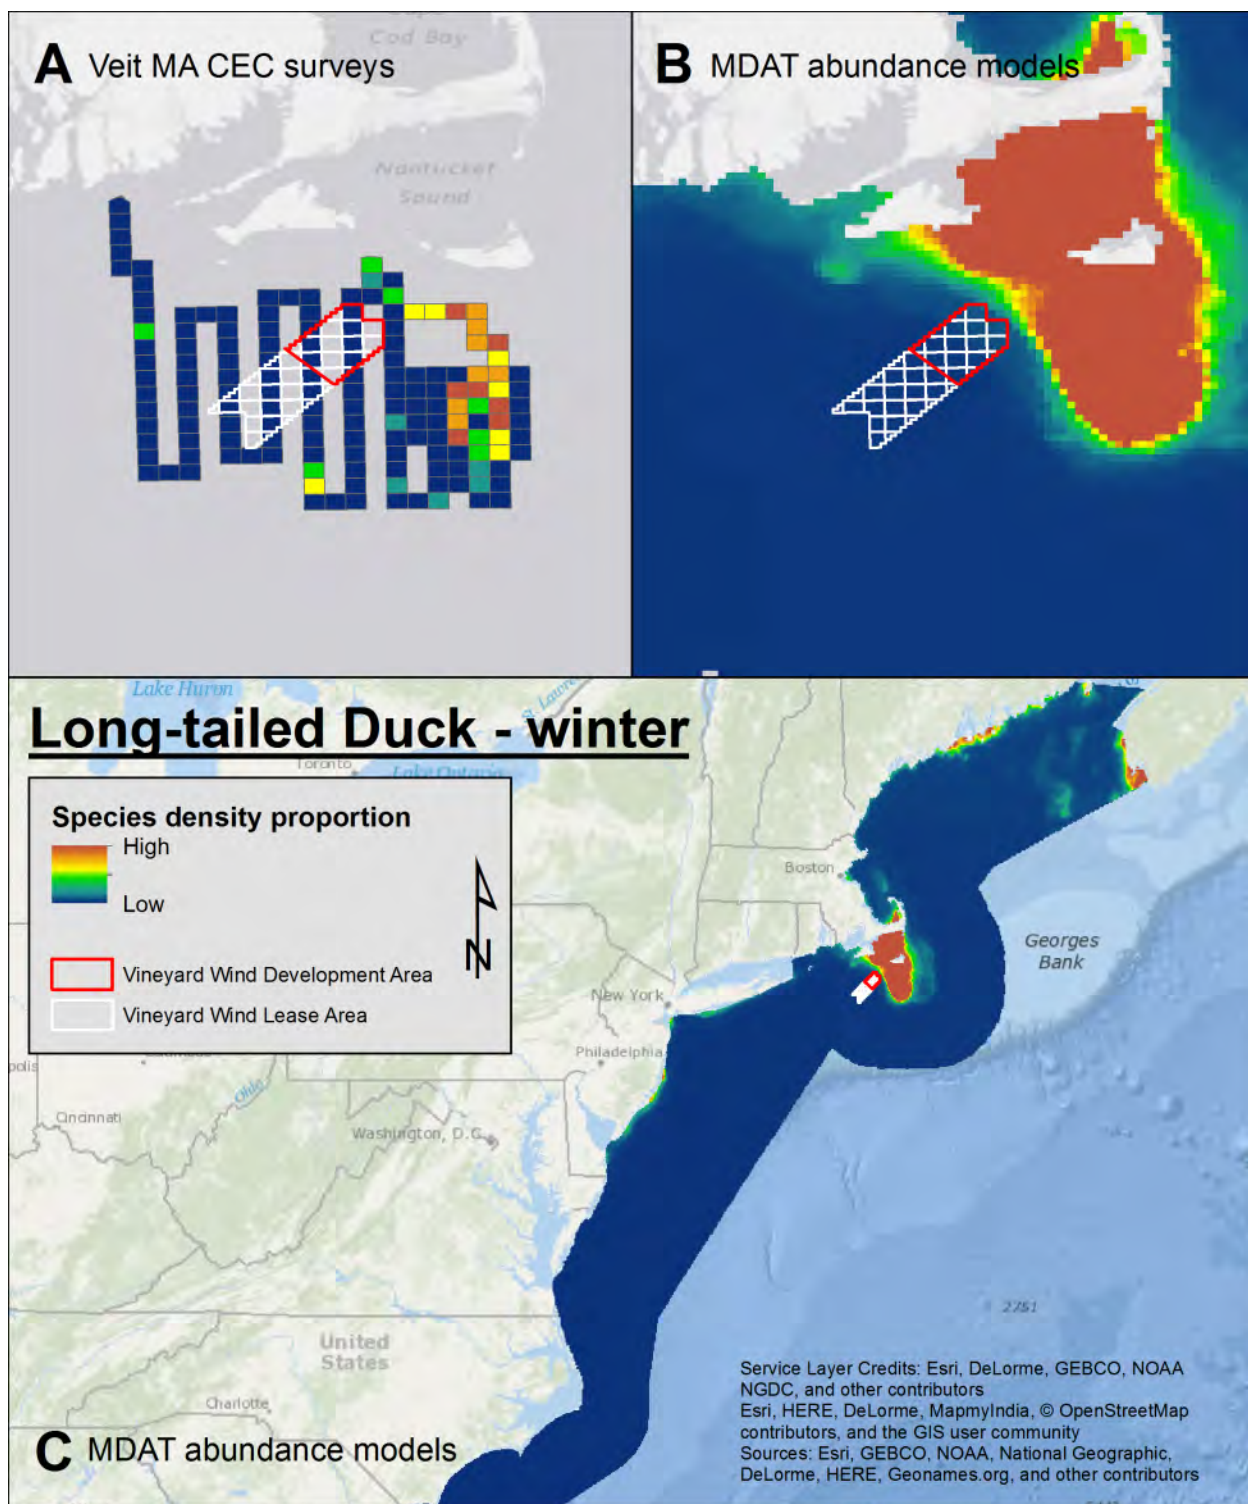 Cod Bay
A Veit MA CEC surveys
Nantucket
Sound
B MDAT abundance models
Lake Huron
St. Lawre
Long-tailed Duck - winter
Toronto
Lake Ontario
Species density proportion
High
Low
N
Vineyard Wind Development Area
Vineyard Wind Lease Area
Boston
Georges
Bank
New York
Philadelphia
polis
Ohio
Cincinnati
Washington, D.C.
2751
United
States
Charlotte
Service Layer Credits: Esri, DeLorme, GEBCO, NOAA
NGDC, and other contributors
Esri, HERE, DeLorme, MapmyIndia, © OpenStreetMap
contributors, and the GIS user community
Sources: Esri, GEBCO, NOAA, National Geographic,
DeLorme, HERE, Geonames.org, and other contributors
C MDAT abundance models